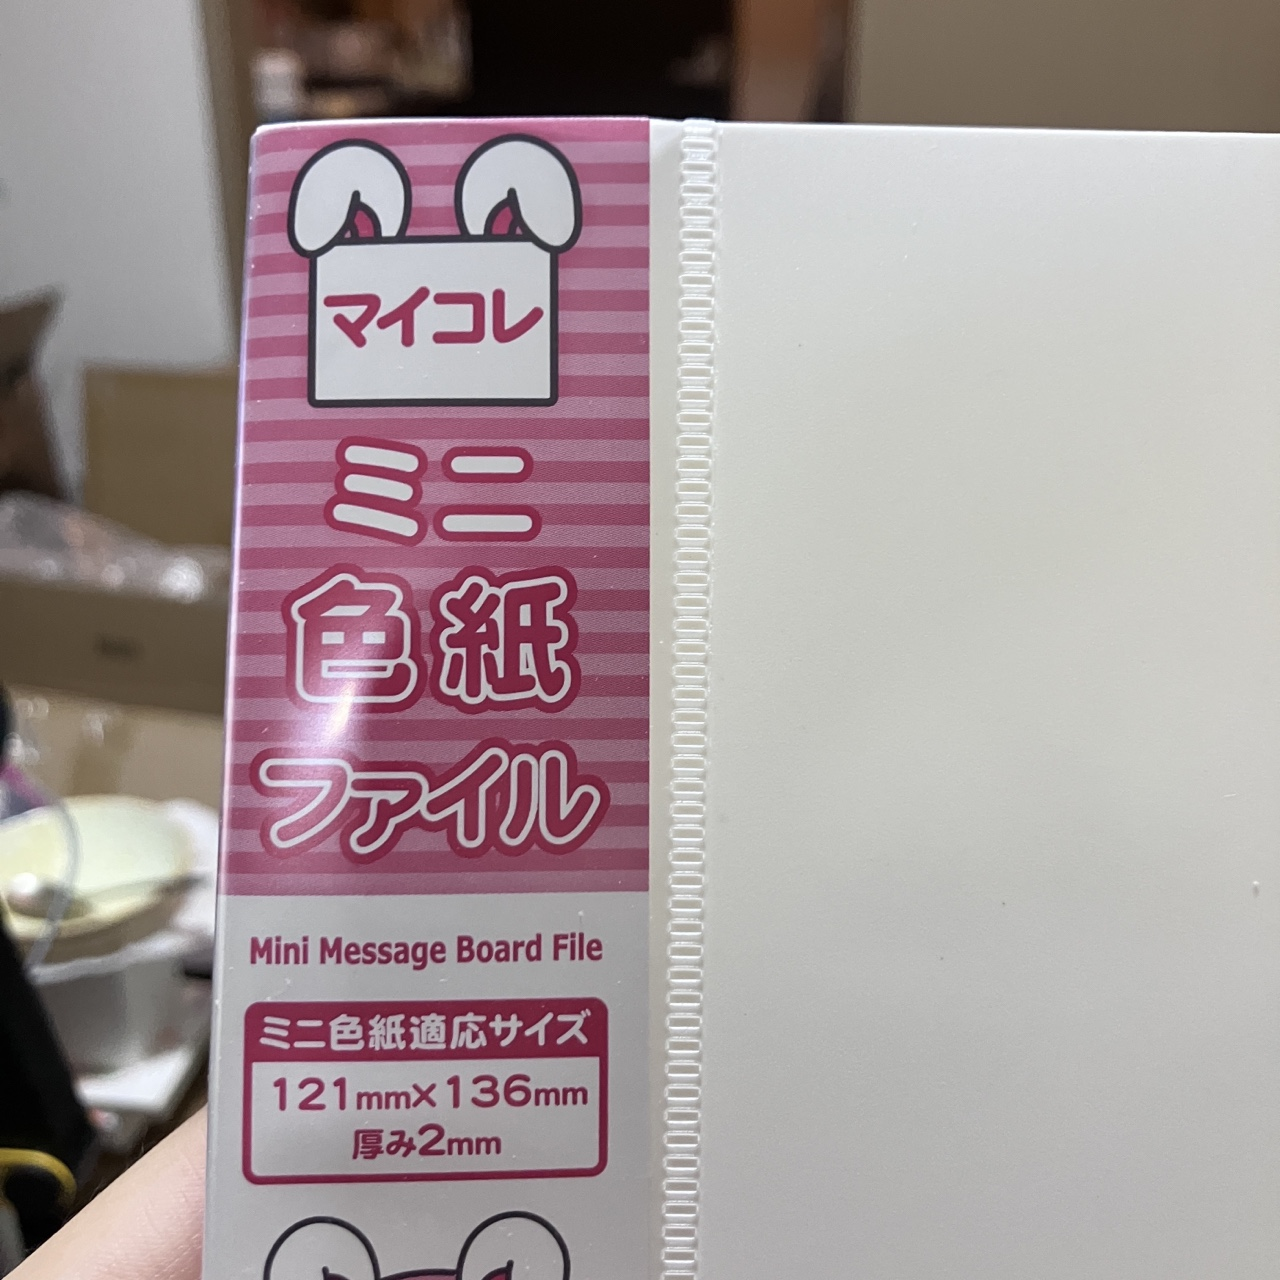 マイコレ
ミニ
色紙
ファイル
Mini Message Board File
ミニ色紙適応サイズ
121mm×136mm
厚み2mm